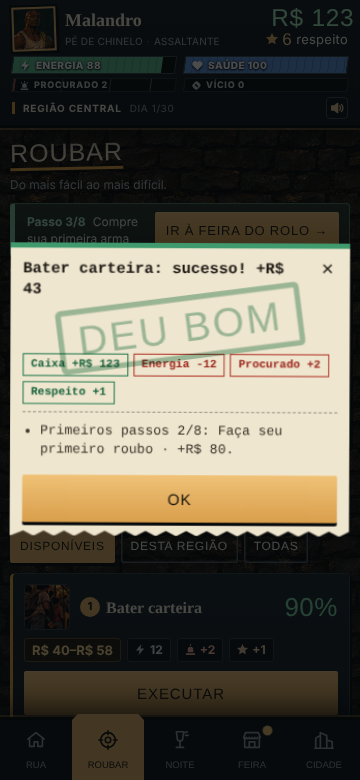 Malandro
R$ 123
PÉ DE CHINELO · ASSALTANTE
6 respeito
ENERGIA 88
SAÚDE 100
PROCURADO 2
VÍCIO 0
REGIÃO CENTRAL DIA 1/30
ROUBAR
Do mais fácil ao mais difícil.
Passo 3/8 Compre
sua primeira arma
IR À FEIRA DO ROLO →
Bater carteira: sucesso! +R$
43
×
DEU BOM
Caixa +R$ 123
Energia -12
Procurado +2
Respeito +1
• Primeiros passos 2/8: Faça seu
primeiro roubo · +R$ 80.
OK
DISPONÍVEIS
DESTA REGIÃO
TODAS
1 Bater carteira
90%
R$ 40–R$ 58
12
+2
+1
EXECUTAR
RUA
ROUBAR
NOITE
FEIRA
CIDADE